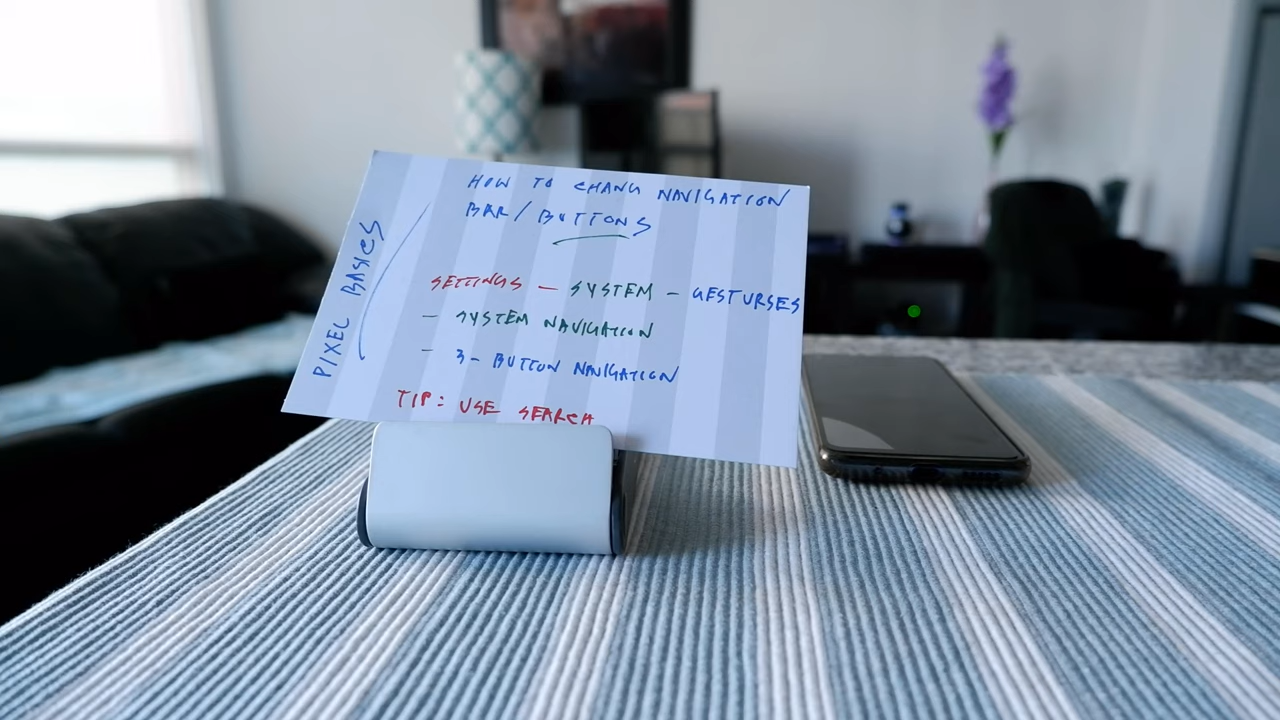 HOW TO CHANG NAVIGATION
BAR/BUTTONS
PIXEL BASICS
SETTINGS — SYSTEM - GESTURSES
- SYSTEM NAVIGATION
- 3- BUTTON NAVIGATION
TIP: USE SEARCH